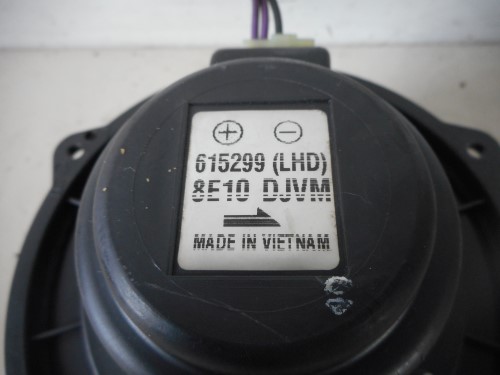 + −
615299 (LHD)
8E10 DJVM
MADE IN VIETNAM